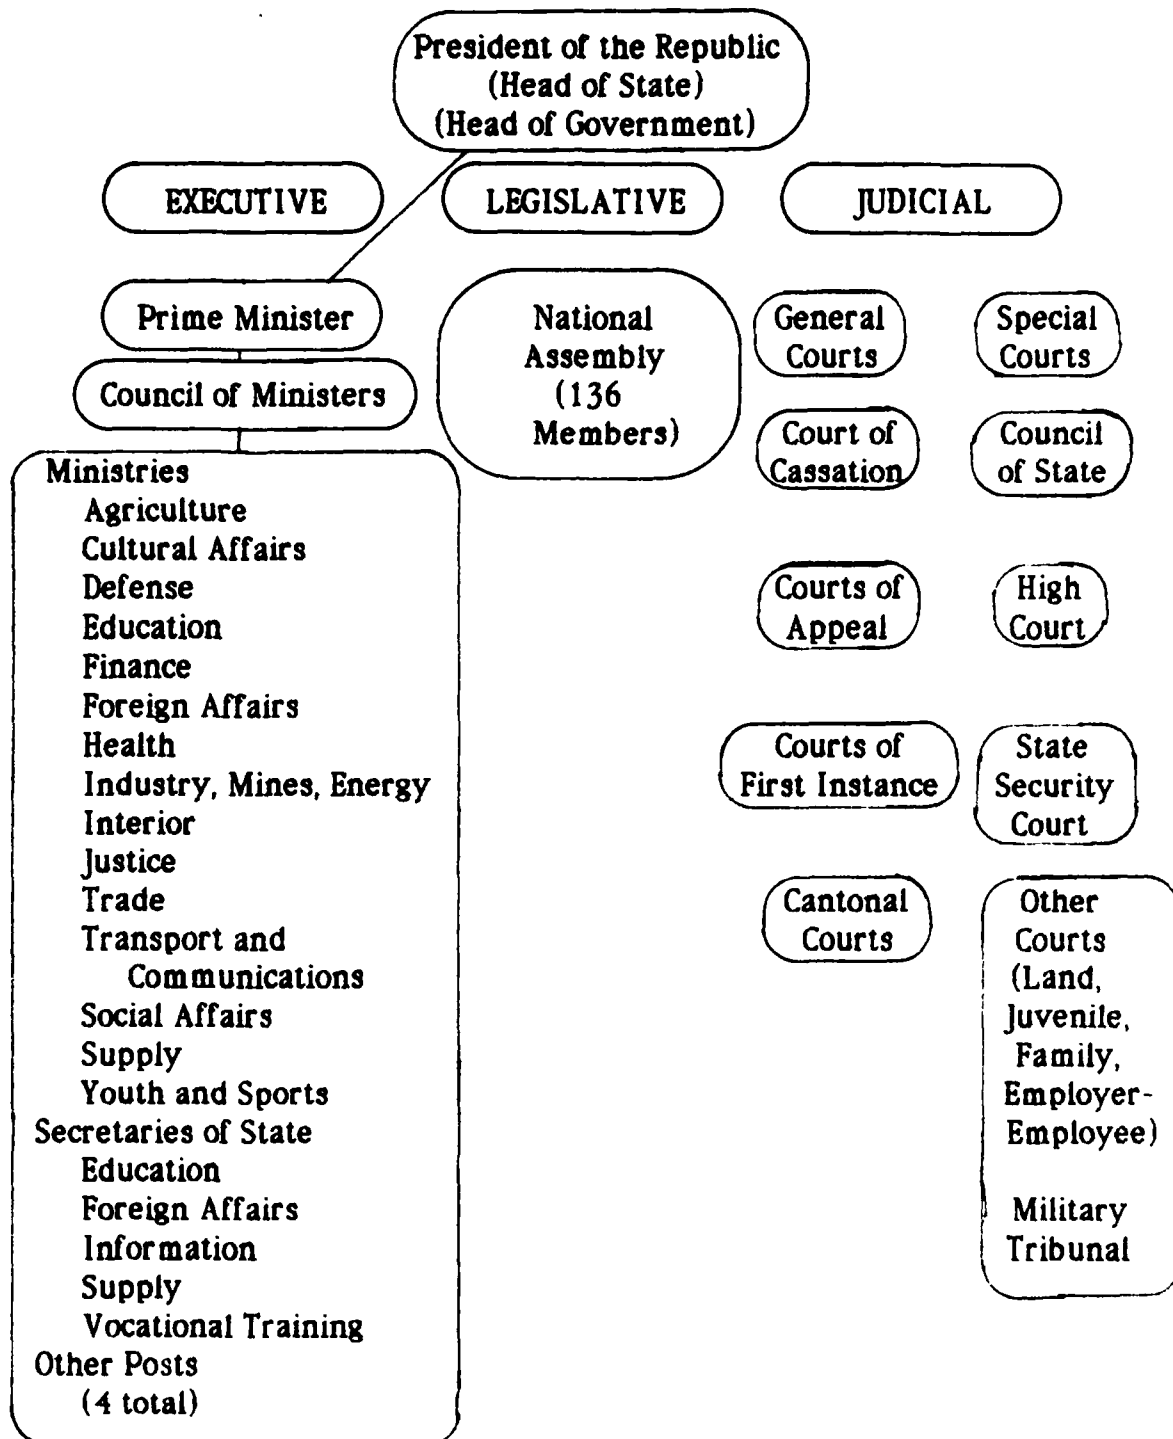 President of the Republic
(Head of State)
(Head of Government)
EXECUTIVE
LEGISLATIVE
JUDICIAL
Prime Minister
Council of Ministers
Ministries
Agriculture
Cultural Affairs
Defense
Education
Finance
Foreign Affairs
Health
Industry, Mines, Energy
Interior
Justice
Trade
Transport and
Communications
Social Affairs
Supply
Youth and Sports
Secretaries of State
Education
Foreign Affairs
Information
Supply
Vocational Training
Other Posts
(4 total)
National
Assembly
(136
Members)
General
Courts
Court of
Cassation
Courts of
Appeal
Courts of
First Instance
Cantonal
Courts
Special
Courts
Council
of State
High
Court
State
Security
Court
Other
Courts
(Land,
Juvenile,
Family,
Employer-
Employee)
Military
Tribunal